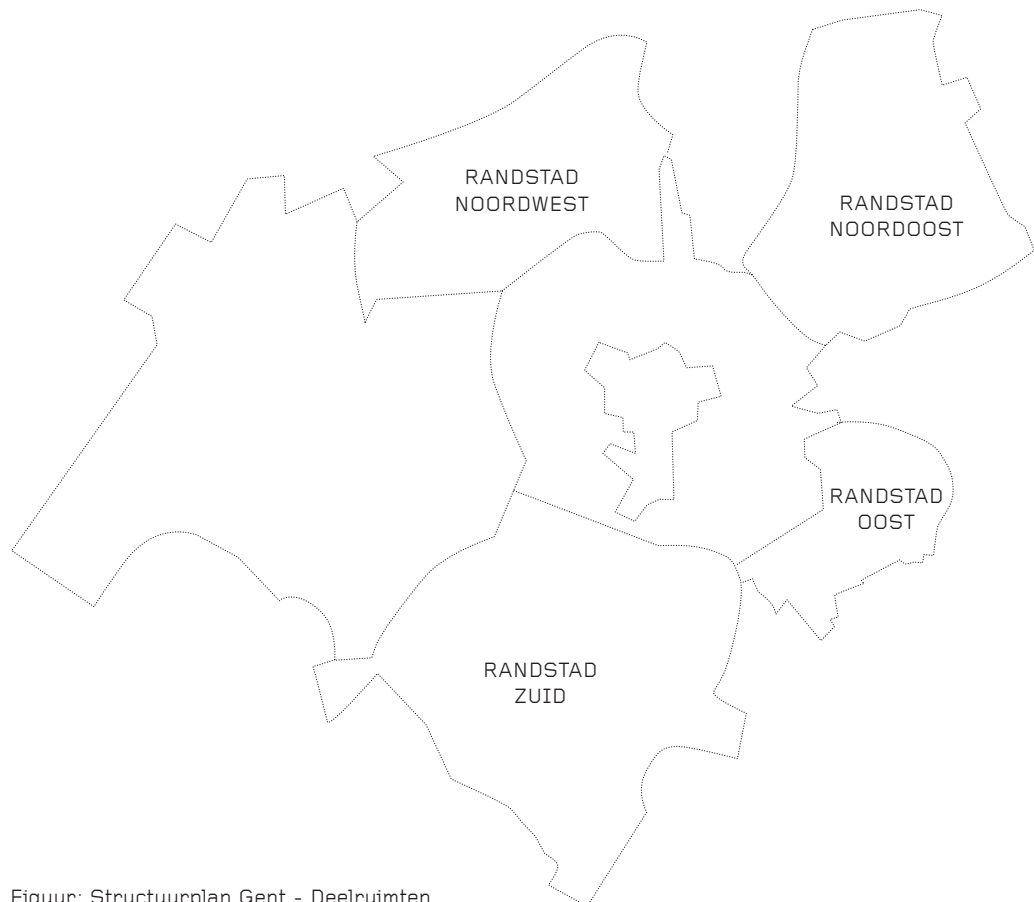 RANDSTAD
NOORDWEST
RANDSTAD
NOORDOOST
RANDSTAD
OOST
RANDSTAD
ZUID
Figuur: Structuurplan Gent - Deelruimten